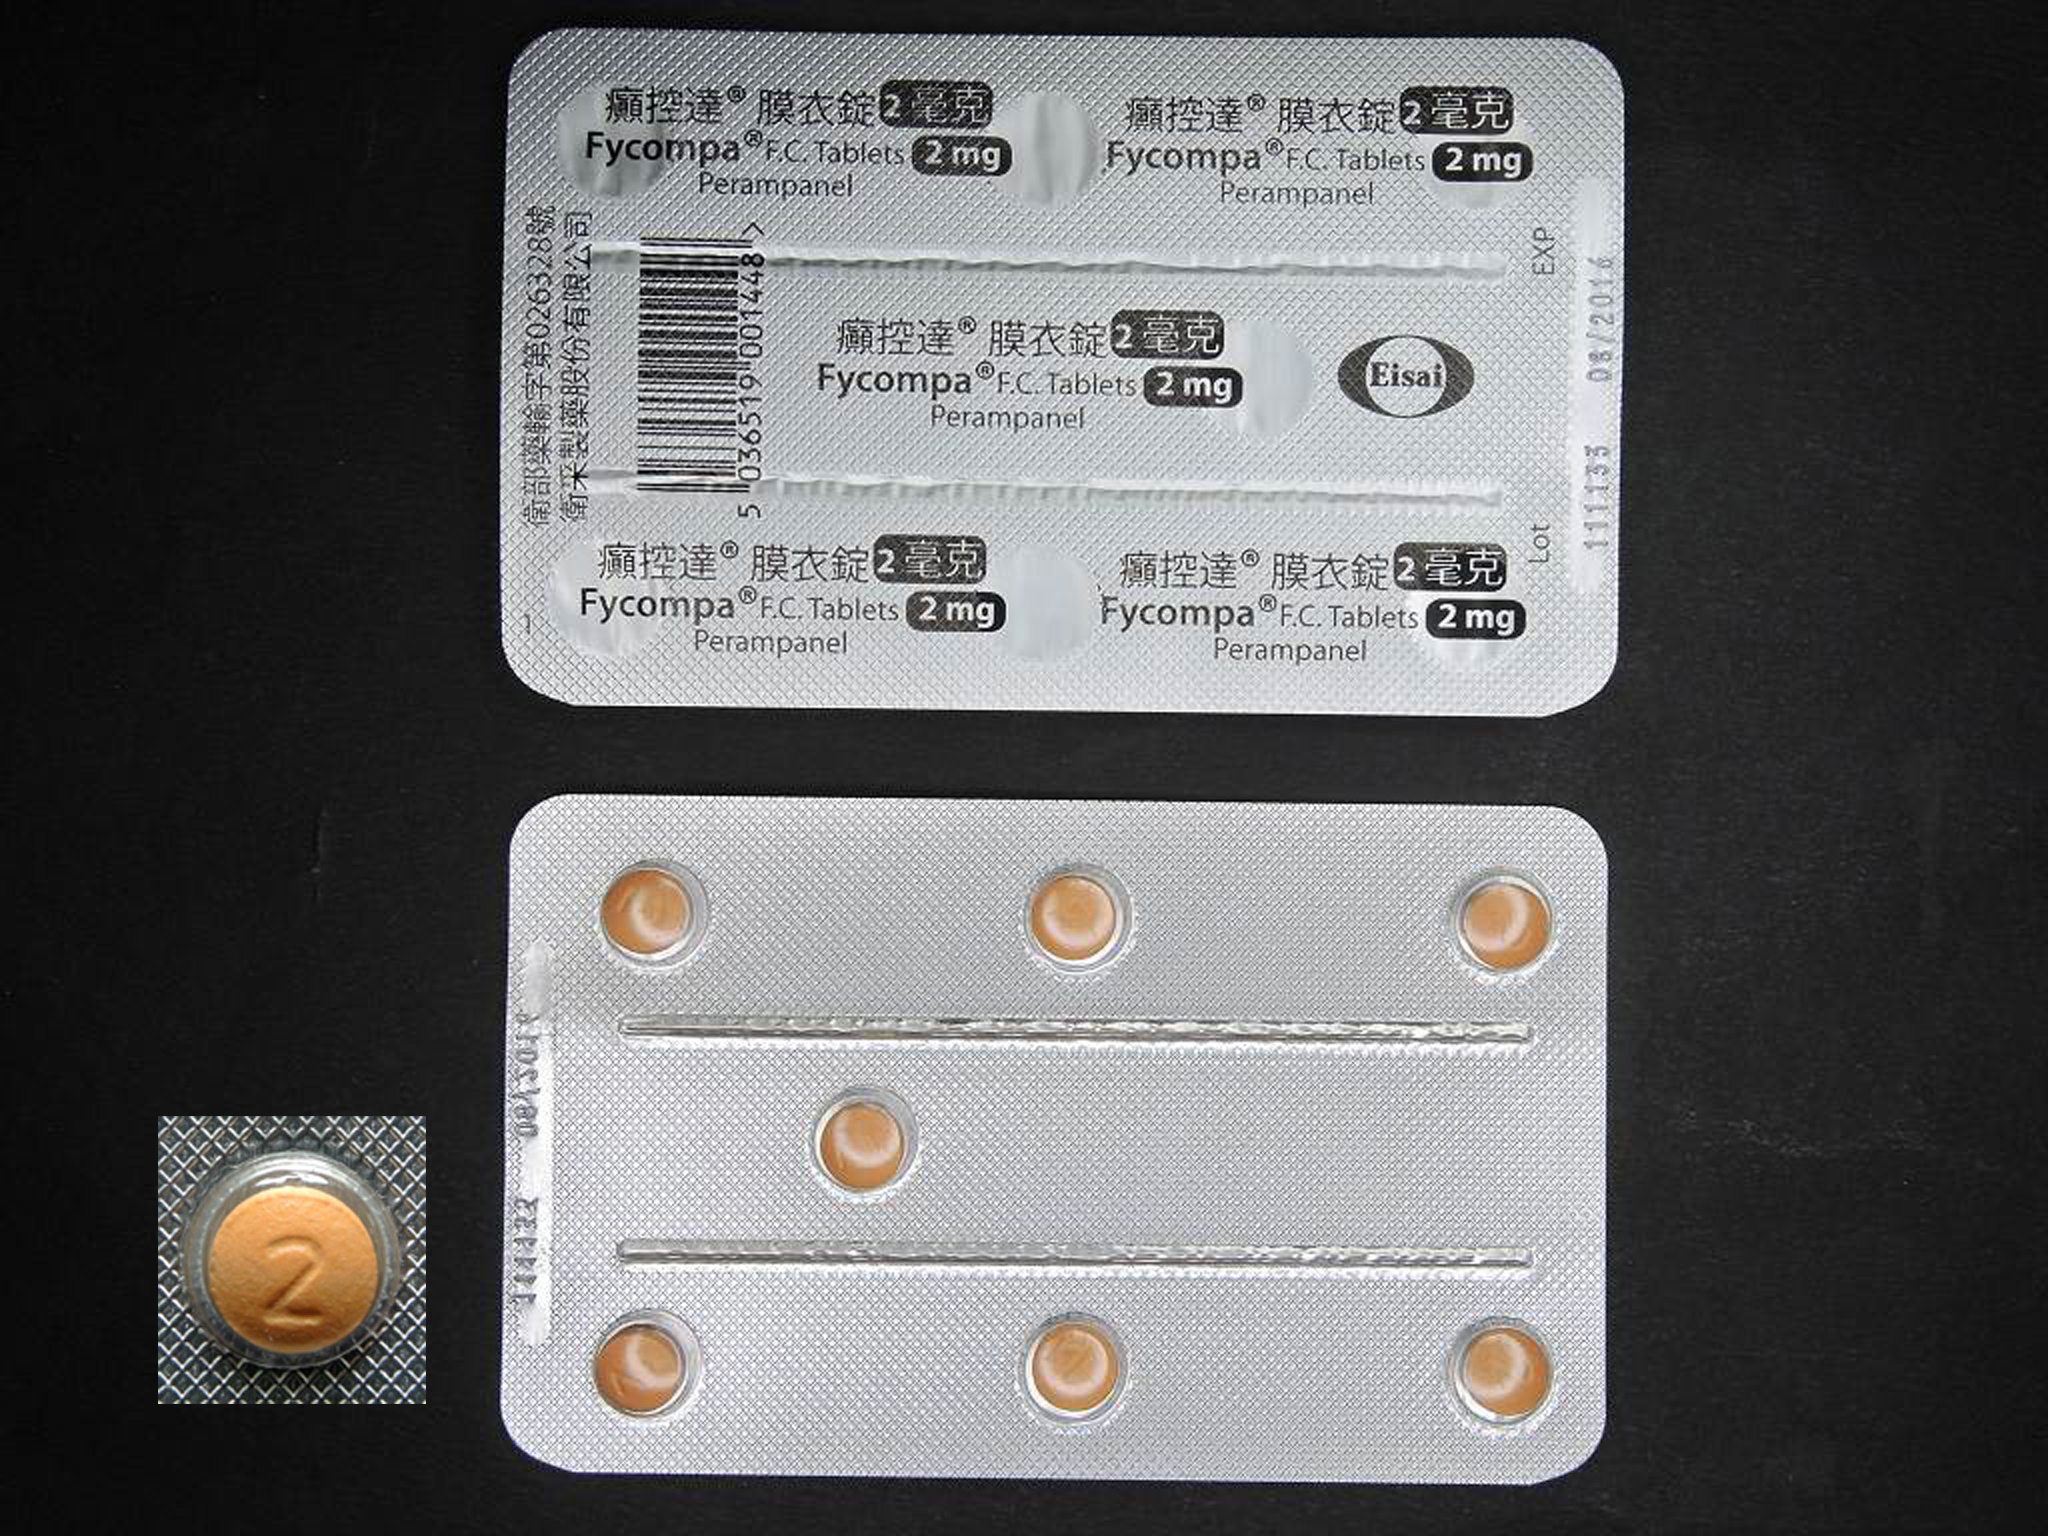 癲控達® 膜衣錠 2 毫克
Fycompa® F.C. Tablets 2 mg
Perampanel
癲控達® 膜衣錠 2 毫克
Fycompa® F.C. Tablets 2 mg
Perampanel
衛部藥輸字第026328號
衛采製藥股份有限公司
5 036519 001448 >
癲控達® 膜衣錠 2 毫克
Fycompa® F.C. Tablets 2 mg
Perampanel
Eisai
EXP
08/2016
Lot
111133
癲控達® 膜衣錠 2 毫克
Fycompa® F.C. Tablets 2 mg
Perampanel
癲控達® 膜衣錠 2 毫克
Fycompa® F.C. Tablets 2 mg
Perampanel
2